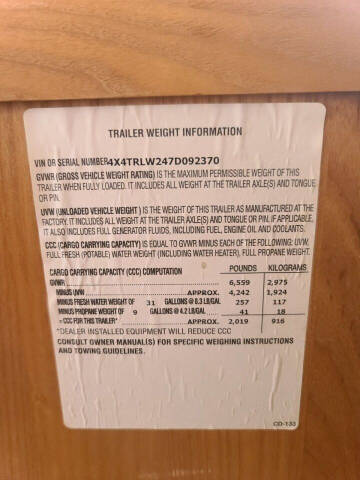 TRAILER WEIGHT INFORMATION
VIN OR SERIAL NUMBER 4X4TRLW247D092370
GVWR (GROSS VEHICLE WEIGHT RATING) IS THE MAXIMUM PERMISSIBLE WEIGHT OF THIS
TRAILER WHEN FULLY LOADED. IT INCLUDES ALL WEIGHT AT THE TRAILER AXLE(S) AND TONGUE
OR PIN.
UVW (UNLOADED VEHICLE WEIGHT) IS THE WEIGHT OF THIS TRAILER AS MANUFACTURED AT THE
FACTORY. IT INCLUDES ALL WEIGHT AT THE TRAILER AXLE(S) AND TONGUE OR PIN. IF APPLICABLE,
IT ALSO INCLUDES FULL GENERATOR FLUIDS, INCLUDING FUEL, ENGINE OIL AND COOLANTS.
CCC (CARGO CARRYING CAPACITY) IS EQUAL TO GVWR MINUS EACH OF THE FOLLOWING: UVW,
FULL FRESH (POTABLE) WATER WEIGHT (INCLUDING WATER HEATER), FULL PROPANE WEIGHT.
CARGO CARRYING CAPACITY (CCC) COMPUTATION POUNDS KILOGRAMS
GVWR 6,559 2,975
MINUS UVW APPROX. 4,242 1,924
MINUS FRESH WATER WEIGHT OF 31 GALLONS @ 8.3 LB/GAL 257 117
MINUS PROPANE WEIGHT OF 9 GALLONS @ 4.2 LB/GAL 41 18
= CCC FOR THIS TRAILER* APPROX. 2,019 916
*DEALER INSTALLED EQUIPMENT WILL REDUCE CCC
CONSULT OWNER MANUAL(S) FOR SPECIFIC WEIGHING INSTRUCTIONS
AND TOWING GUIDELINES.
CD-133